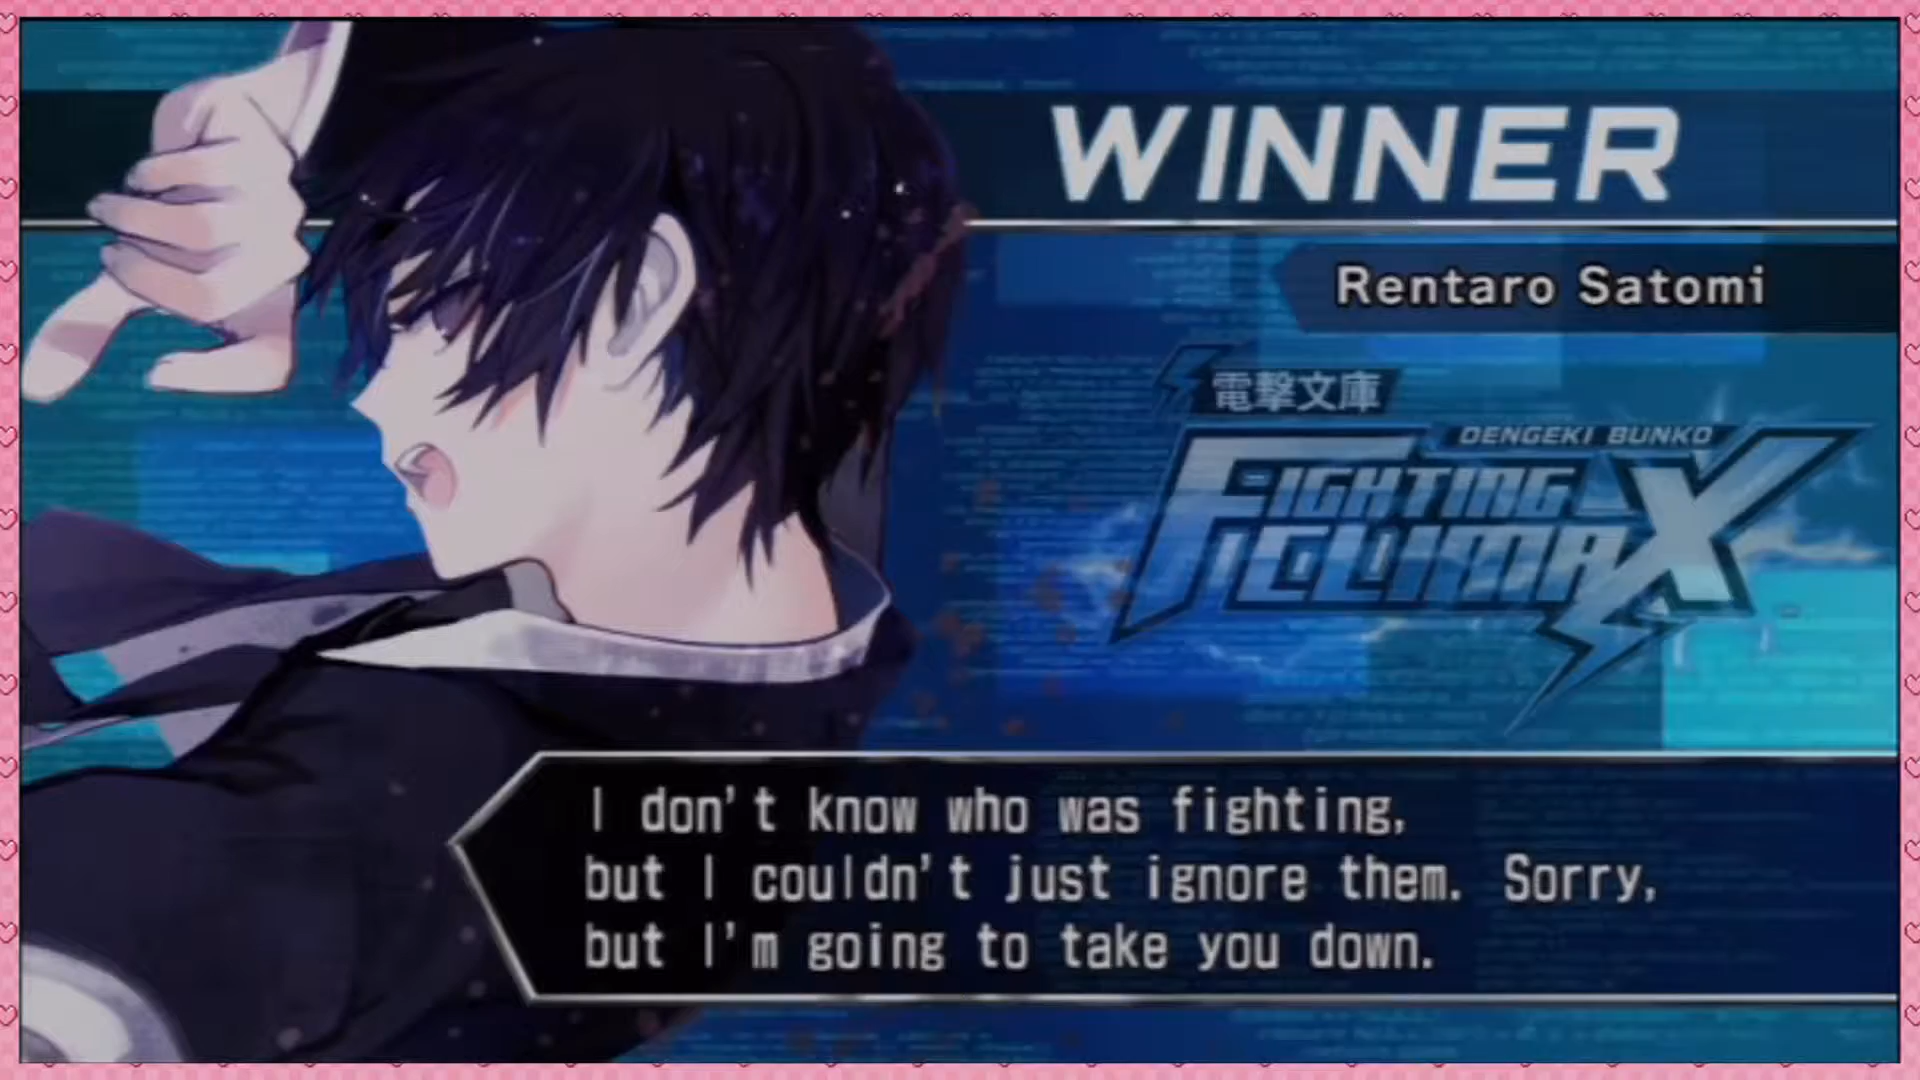 WINNER
Rentaro Satomi
電撃文庫
DENGEKI BUNKO
FIGHTING
CLIMAX
I don't know who was fighting,
but I couldn't just ignore them. Sorry,
but I'm going to take you down.